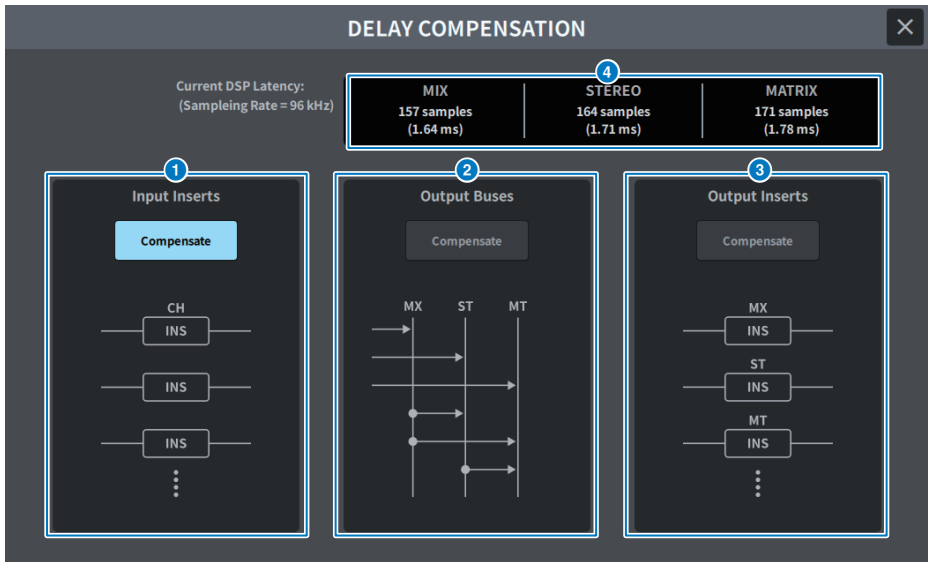 DELAY COMPENSATION
4
Current DSP Latency:
(Sampleing Rate = 96 kHz)
MIX
157 samples
(1.64 ms)
STEREO
164 samples
(1.71 ms)
MATRIX
171 samples
(1.78 ms)
1
Input Inserts
Compensate
CH
INS
INS
INS
2
Output Buses
Compensate
MX ST MT
3
Output Inserts
Compensate
MX
INS
ST
INS
MT
INS